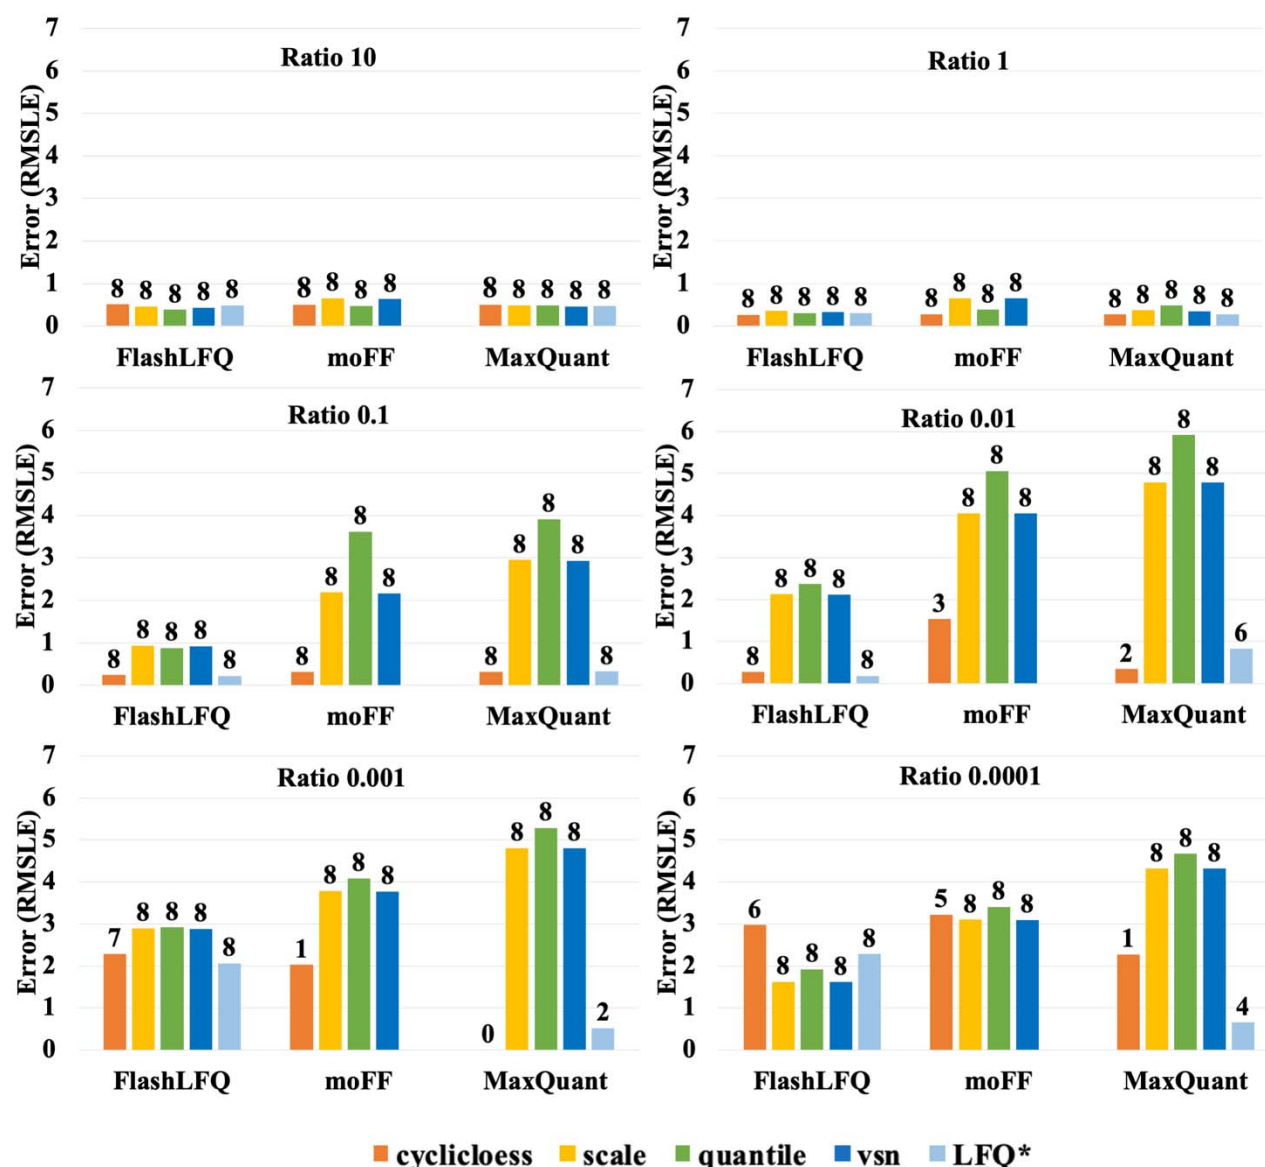 Ratio 10
Error (RMSLE)
7
6
5
4
3
2
1
0
8 8 8 8 8 8 8 8 8 8 8 8 8 8
FlashLFQ moFF MaxQuant
Ratio 1
Error (RMSLE)
7
6
5
4
3
2
1
0
8 8 8 8 8 8 8 8 8 8 8 8 8 8
FlashLFQ moFF MaxQuant
Ratio 0.1
Error (RMSLE)
7
6
5
4
3
2
1
0
8 8 8 8 8 8 8 8 8 8 8 8 8 8
FlashLFQ moFF MaxQuant
Ratio 0.01
Error (RMSLE)
7
6
5
4
3
2
1
0
8 8 8 8 8 3 8 8 8 2 8 8 8 6
FlashLFQ moFF MaxQuant
Ratio 0.001
Error (RMSLE)
7
6
5
4
3
2
1
0
7 8 8 8 8 1 8 8 8 0 8 8 8 2
FlashLFQ moFF MaxQuant
Ratio 0.0001
Error (RMSLE)
7
6
5
4
3
2
1
0
6 8 8 8 8 5 8 8 8 1 8 8 8 4
FlashLFQ moFF MaxQuant
cyclicloess scale quantile vsn LFQ*